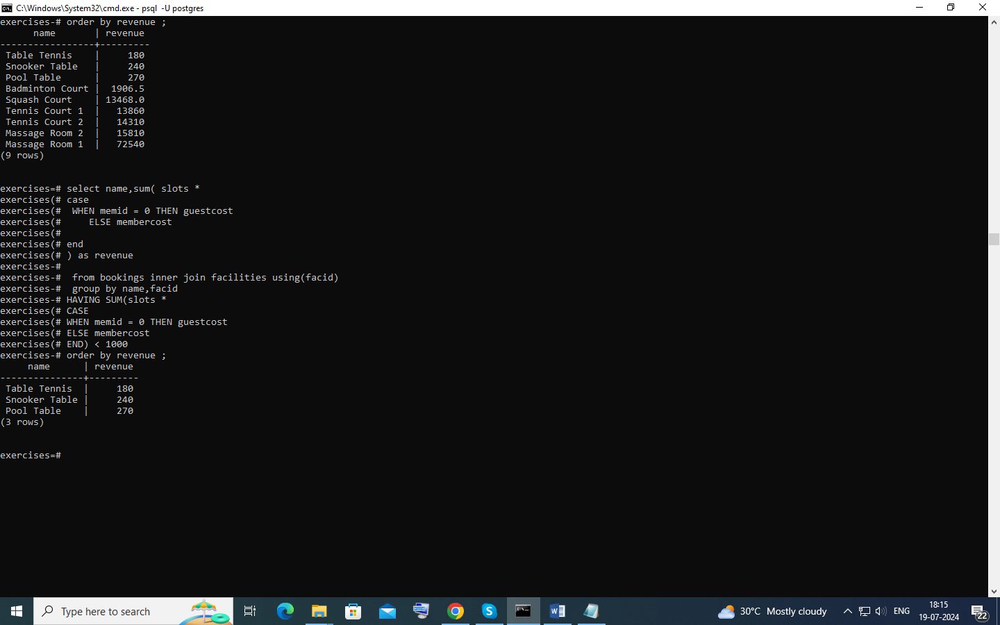 C:\Windows\System32\cmd.exe - psql  -U postgres
exercises-# order by revenue ;
      name       | revenue
-----------------+---------
 Table Tennis    |     180
 Snooker Table   |     240
 Pool Table      |     270
 Badminton Court |  1906.5
 Squash Court    | 13468.0
 Tennis Court 1  |   13860
 Tennis Court 2  |   14310
 Massage Room 2  |   15810
 Massage Room 1  |   72540
(9 rows)
exercises=# select name,sum( slots *
exercises(# case
exercises(#  WHEN memid = 0 THEN guestcost
exercises(#     ELSE membercost
exercises(#
exercises(# end
exercises(# ) as revenue
exercises-#
exercises-#  from bookings inner join facilities using(facid)
exercises-#  group by name,facid
exercises-# HAVING SUM(slots *
exercises(# CASE
exercises(# WHEN memid = 0 THEN guestcost
exercises(# ELSE membercost
exercises(# END) < 1000
exercises-# order by revenue ;
     name      | revenue
---------------+---------
 Table Tennis  |     180
 Snooker Table |     240
 Pool Table    |     270
(3 rows)
exercises=#
Type here to search
30°C Mostly cloudy
ENG
18:15
19-07-2024
22